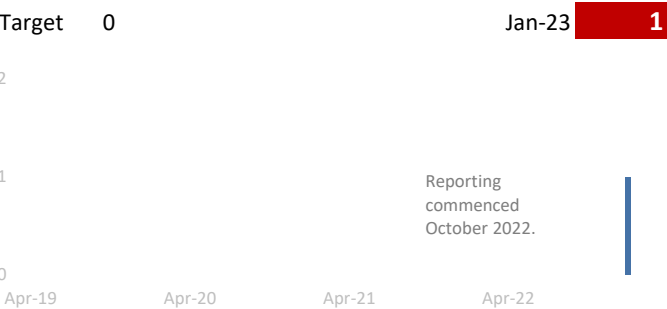 Target 0 Jan-23 1
2
1
Reporting
commenced
October 2022.
0
Apr-19 Apr-20 Apr-21 Apr-22